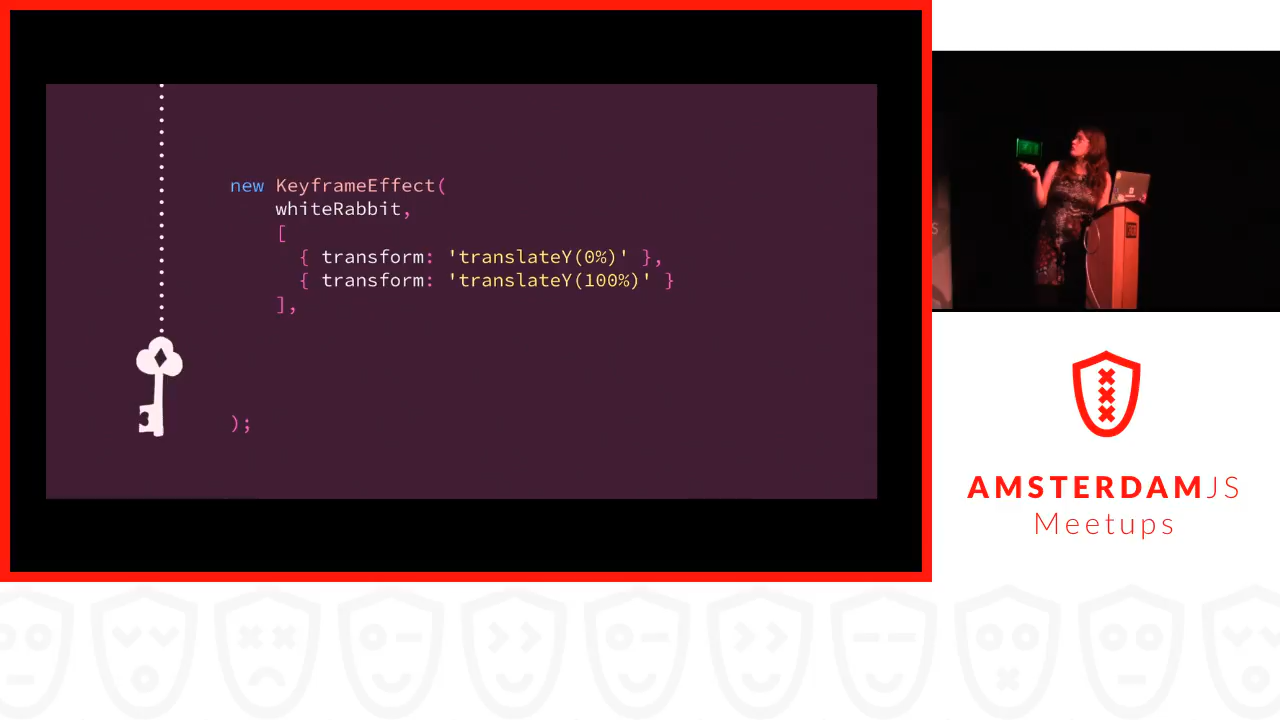 new KeyframeEffect(
whiteRabbit,
[
{ transform: 'translateY(0%)' },
{ transform: 'translateY(100%)' }
],
);
AMSTERDAMJS
Meetups